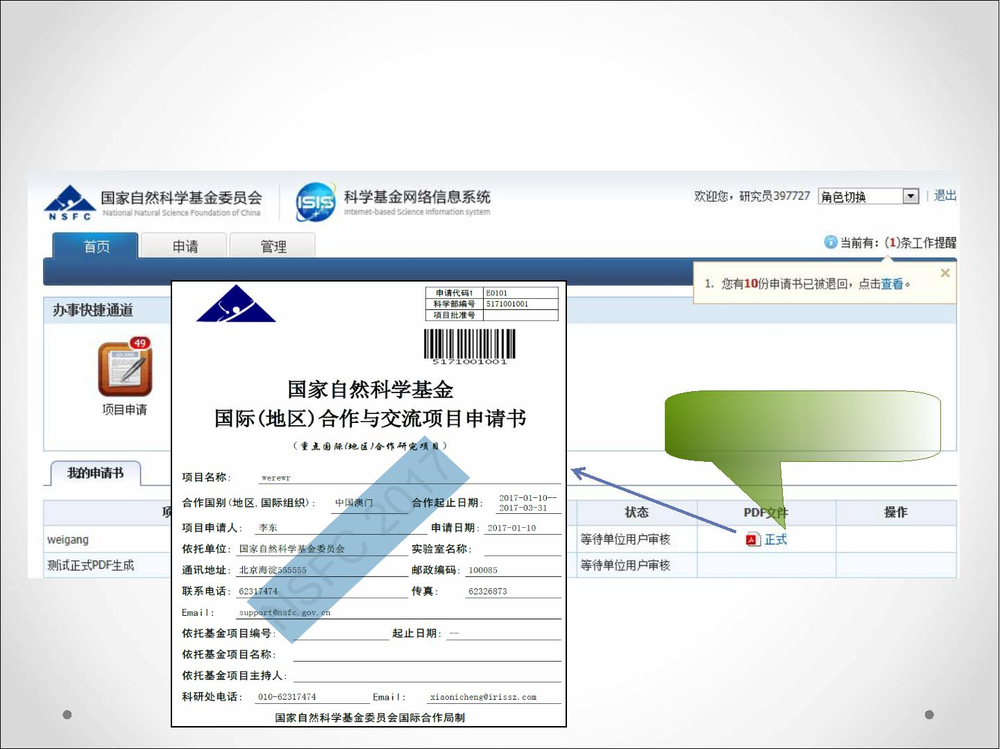 国家自然科学基金委员会
National Natural Science Foundation of China
NSFC
ISIS
科学基金网络信息系统
Internet-based Science Infomation system
欢迎您，研究员397727 角色切换 | 退出
首页 申请 管理
当前有：(1)条工作提醒
1. 您有10份申请书已被退回，点击查看。
办事快捷通道
49
项目申请
我的申请书
状态 PDF文件 操作
weigang 等待单位用户审核 正式
测试正式PDF生成 等待单位用户审核
申请代码1 E0101
科学部编号 5171001001
项目批准号
5171001001
国家自然科学基金
国际(地区)合作与交流项目申请书
（重点国际(地区)合作研究项目）
项目名称： werewr
合作国别(地区,国际组织)： 中国澳门 合作起止日期： 2017-01-10--
2017-03-31
项目申请人： 李东 申请日期： 2017-01-10
依托单位： 国家自然科学基金委员会 实验室名称：
通讯地址： 北京海淀555555 邮政编码： 100085
联系电话： 62317474 传真： 62326873
Email: support@nsfc.gov.cn
依托基金项目编号： 起止日期： --
依托基金项目名称：
依托基金项目主持人：
科研处电话： 010-62317474 Email: xiaonicheng@irissz.com
国家自然科学基金委员会国际合作局制
NSFC 2017